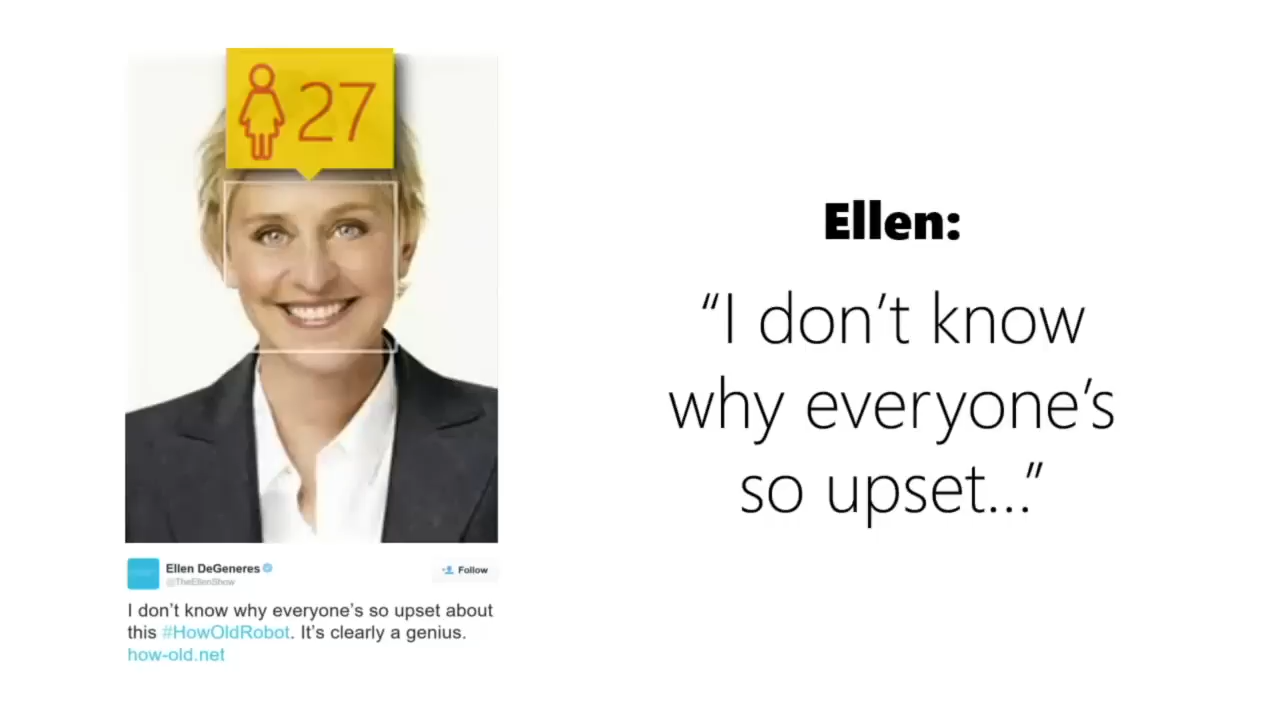 27
Ellen:
“I don’t know
why everyone’s
so upset...”
Ellen DeGeneres
@TheEllenShow
Follow
I don’t know why everyone’s so upset about
this #HowOldRobot. It’s clearly a genius.
how-old.net